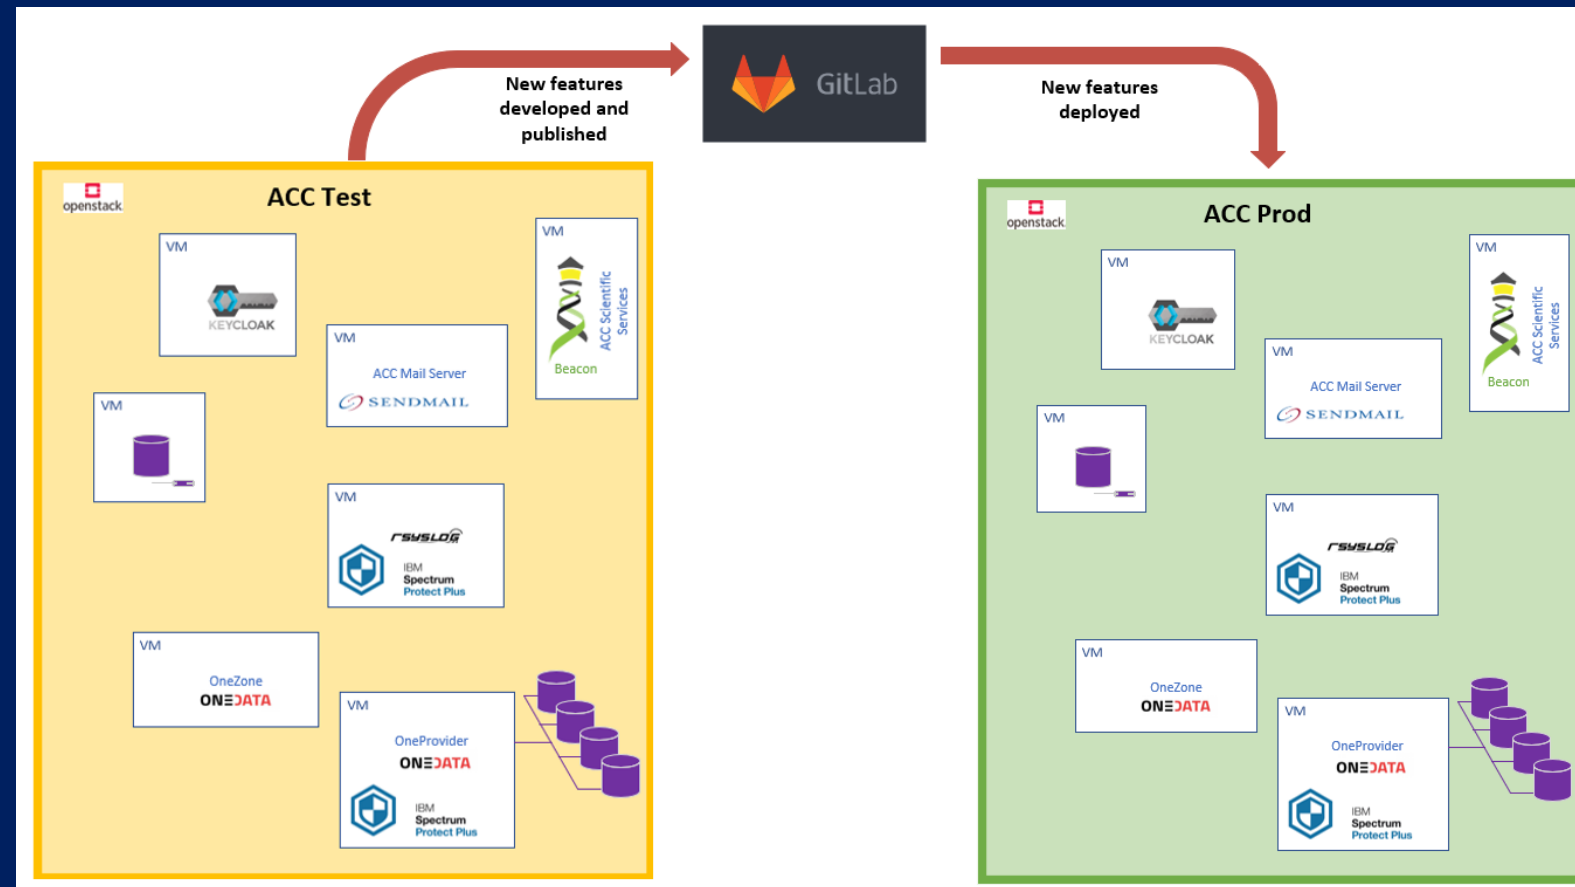 New features
developed and
published
GitLab
New features
deployed
openstack.
ACC Test
VM
KEYCLOAK
VM
ACC Scientific
Services
Beacon
VM
ACC Mail Server
SENDMAIL
VM
VM
rsyslog
IBM
Spectrum
Protect Plus
VM
OneZone
ONEDATA
VM
OneProvider
ONEDATA
IBM
Spectrum
Protect Plus
openstack.
ACC Prod
VM
KEYCLOAK
VM
ACC Scientific
Services
Beacon
VM
ACC Mail Server
SENDMAIL
VM
VM
rsyslog
IBM
Spectrum
Protect Plus
VM
OneZone
ONEDATA
VM
OneProvider
ONEDATA
IBM
Spectrum
Protect Plus